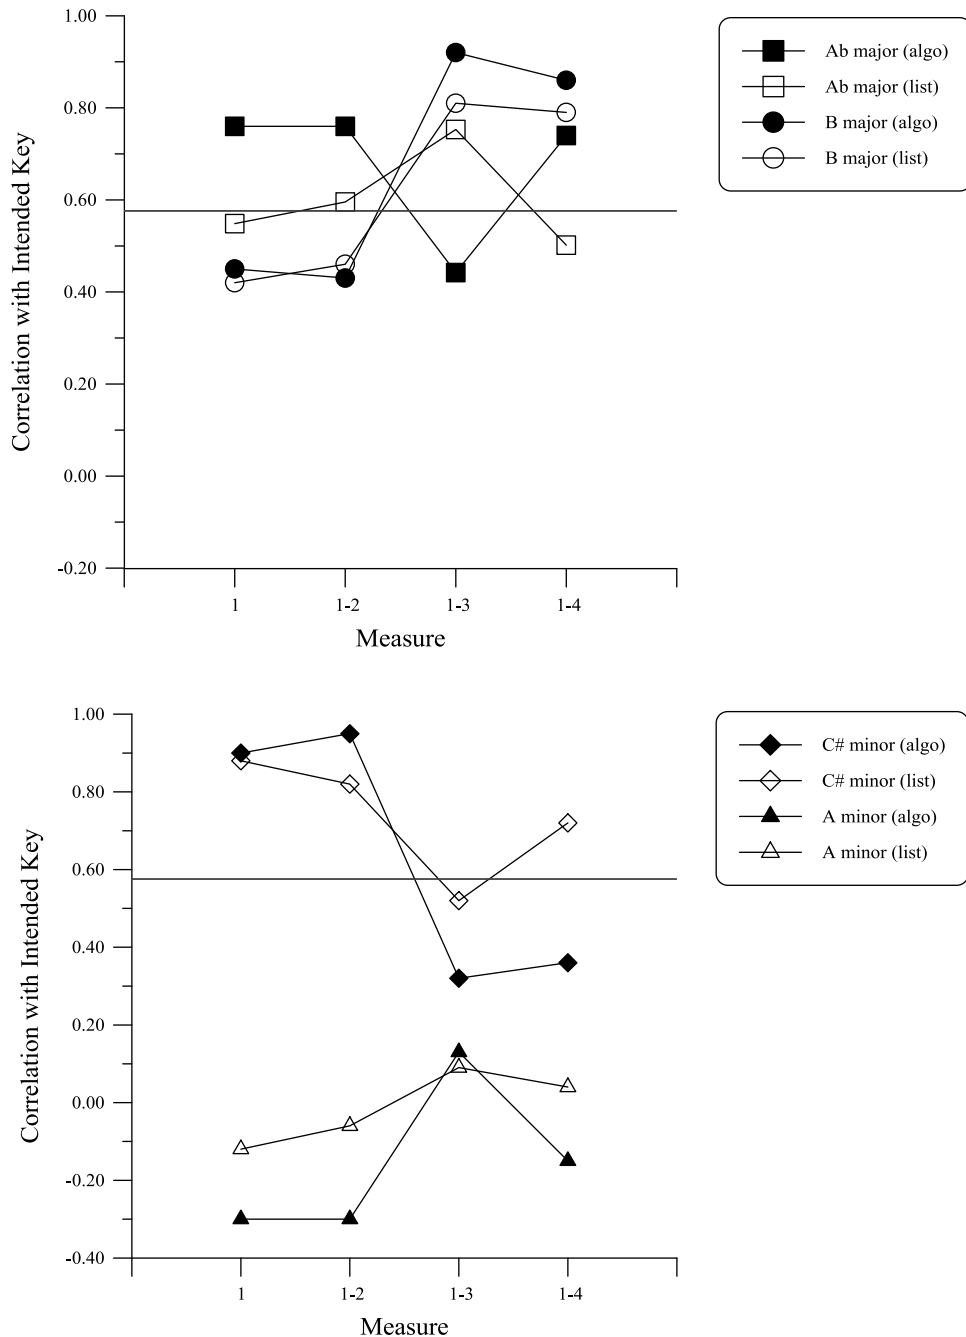 1.00
0.80
0.60
0.40
0.20
0.00
-0.20
Correlation with Intended Key
1
1-2
1-3
1-4
Measure
Ab major (algo)
Ab major (list)
B major (algo)
B major (list)
1.00
0.80
0.60
0.40
0.20
0.00
-0.20
-0.40
Correlation with Intended Key
1
1-2
1-3
1-4
Measure
C# minor (algo)
C# minor (list)
A minor (algo)
A minor (list)